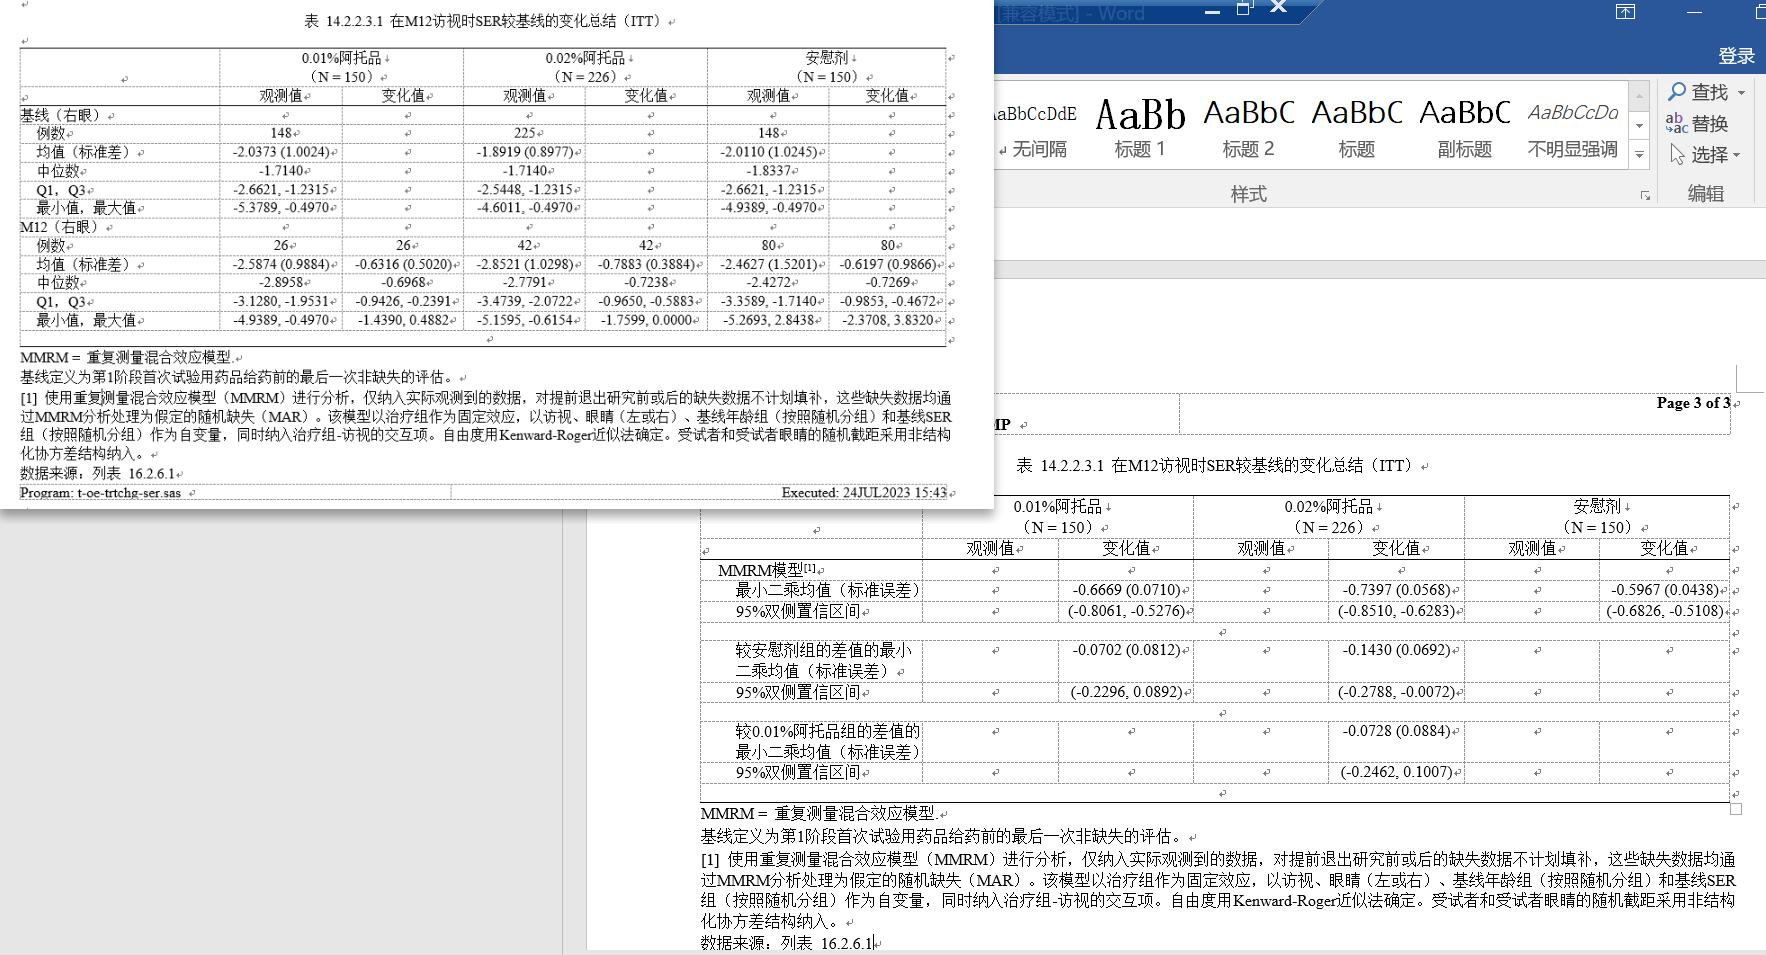 表 14.2.2.3.1 在M12访视时SER较基线的变化总结（ITT）
0.01%阿托品 0.02%阿托品 安慰剂
（N = 150） （N = 226） （N = 150）
观测值 变化值 观测值 变化值 观测值 变化值
基线（右眼）
例数 148 225 148
均值（标准差） -2.0373 (1.0024) -1.8919 (0.8977) -2.0110 (1.0245)
中位数 -1.7140 -1.7140 -1.8337
Q1，Q3 -2.6621, -1.2315 -2.5448, -1.2315 -2.6621, -1.2315
最小值，最大值 -5.3789, -0.4970 -4.6011, -0.4970 -4.9389, -0.4970
M12（右眼）
例数 26 26 42 42 80 80
均值（标准差） -2.5874 (0.9884) -0.6316 (0.5020) -2.8521 (1.0298) -0.7883 (0.3884) -2.4627 (1.5201) -0.6197 (0.9866)
中位数 -2.8958 -0.6968 -2.7791 -0.7238 -2.4272 -0.7269
Q1，Q3 -3.1280, -1.9531 -0.9426, -0.2391 -3.4739, -2.0722 -0.9650, -0.5883 -3.3589, -1.7140 -0.9853, -0.4672
最小值，最大值 -4.9389, -0.4970 -1.4390, 0.4882 -5.1595, -0.6154 -1.7599, 0.0000 -5.2693, 2.8438 -2.3708, 3.8320
MMRM = 重复测量混合效应模型.
基线定义为第1阶段首次试验用药品给药前的最后一次非缺失的评估。
[1] 使用重复测量混合效应模型（MMRM）进行分析，仅纳入实际观测到的数据，对提前退出研究前或后的缺失数据不计划填补，这些缺失数据均通
过MMRM分析处理为假定的随机缺失（MAR）。该模型以治疗组作为固定效应，以访视、眼睛（左或右）、基线年龄组（按照随机分组）和基线SER
组（按照随机分组）作为自变量，同时纳入治疗组-访视的交互项。自由度用Kenward-Roger近似法确定。受试者和受试者眼睛的随机截距采用非结构
化协方差结构纳入。
数据来源：列表 16.2.6.1
Program: t-oe-trtchg-ser.sas Executed: 24JUL2023 15:43
[兼容模式] - Word
登录
AaBbCcDdE AaBb AaBbC AaBbC AaBbC AaBbCcDd
无间隔 标题 1 标题 2 标题 副标题 不明显强调
样式
查找
替换
选择
编辑
Page 3 of 3
MP
表 14.2.2.3.1 在M12访视时SER较基线的变化总结（ITT）
0.01%阿托品 0.02%阿托品 安慰剂
（N = 150） （N = 226） （N = 150）
观测值 变化值 观测值 变化值 观测值 变化值
MMRM模型[1]
最小二乘均值（标准误差） -0.6669 (0.0710) -0.7397 (0.0568) -0.5967 (0.0438)
95%双侧置信区间 (-0.8061, -0.5276) (-0.8510, -0.6283) (-0.6826, -0.5108)
较安慰剂组的差值的最小 -0.0702 (0.0812) -0.1430 (0.0692)
二乘均值（标准误差）
95%双侧置信区间 (-0.2296, 0.0892) (-0.2788, -0.0072)
较0.01%阿托品组的差值的 -0.0728 (0.0884)
最小二乘均值（标准误差）
95%双侧置信区间 (-0.2462, 0.1007)
MMRM = 重复测量混合效应模型.
基线定义为第1阶段首次试验用药品给药前的最后一次非缺失的评估。
[1] 使用重复测量混合效应模型（MMRM）进行分析，仅纳入实际观测到的数据，对提前退出研究前或后的缺失数据不计划填补，这些缺失数据均通
过MMRM分析处理为假定的随机缺失（MAR）。该模型以治疗组作为固定效应，以访视、眼睛（左或右）、基线年龄组（按照随机分组）和基线SER
组（按照随机分组）作为自变量，同时纳入治疗组-访视的交互项。自由度用Kenward-Roger近似法确定。受试者和受试者眼睛的随机截距采用非结构
化协方差结构纳入。
数据来源：列表 16.2.6.1